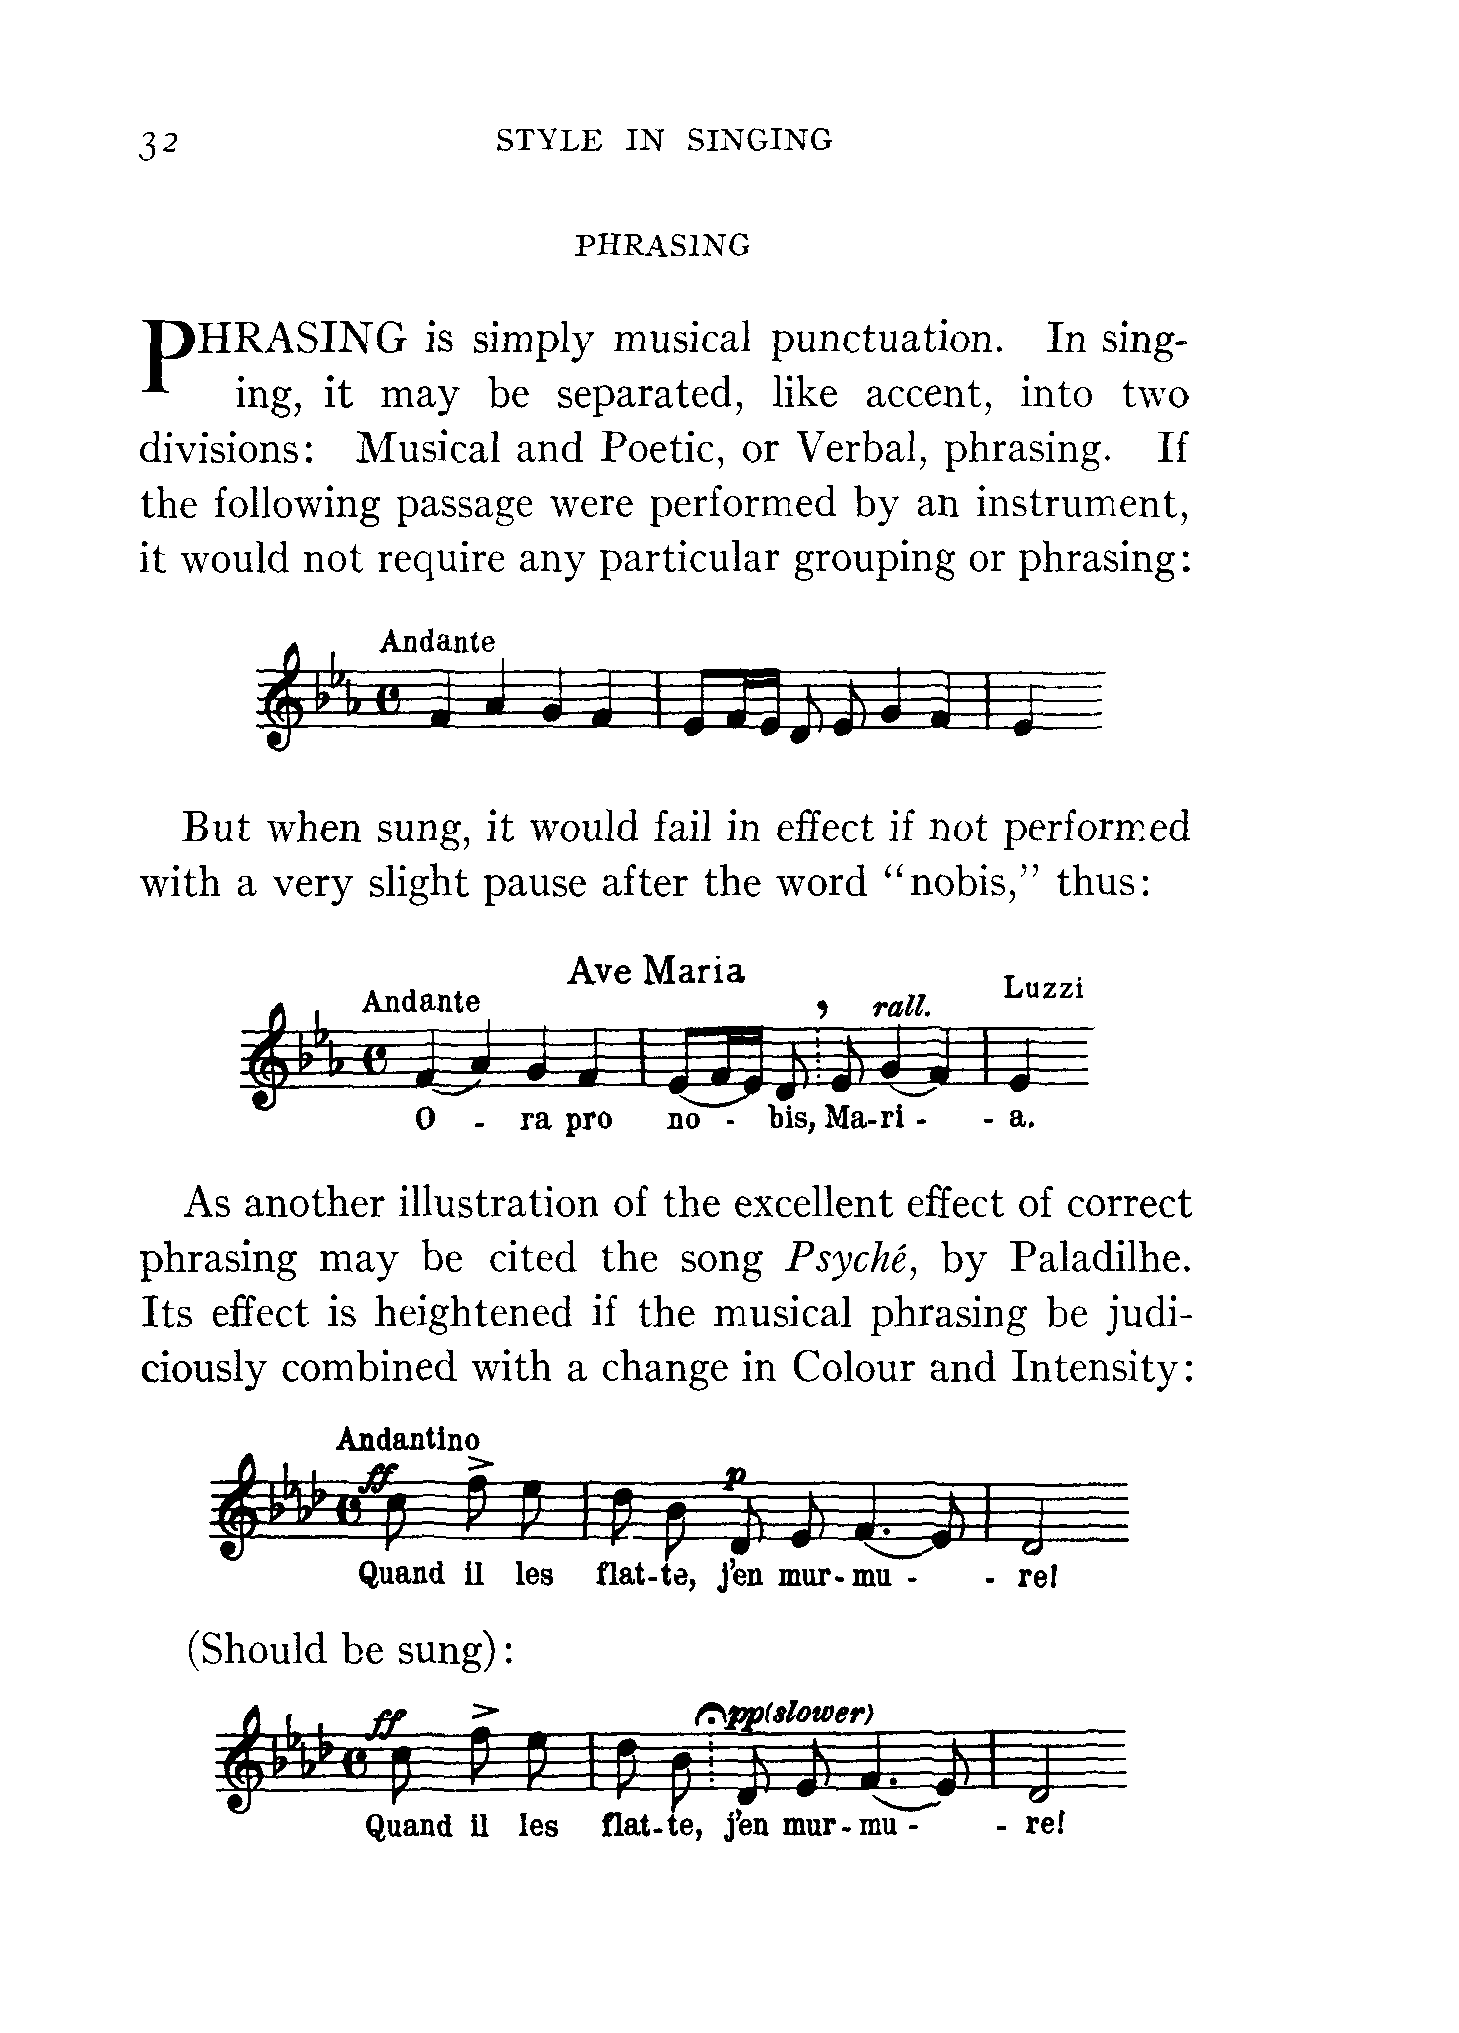 32 STYLE IN SINGING
PHRASING
PHRASING is simply musical punctuation. In sing-
ing, it may be separated, like accent, into two
divisions: Musical and Poetic, or Verbal, phrasing. If
the following passage were performed by an instrument,
it would not require any particular grouping or phrasing:
Andante
But when sung, it would fail in effect if not performed
with a very slight pause after the word "nobis," thus:
Ave Maria
Andante rall. Luzzi
O - ra pro no - bis, Ma-ri - - a.
As another illustration of the excellent effect of correct
phrasing may be cited the song Psyché, by Paladilhe.
Its effect is heightened if the musical phrasing be judi-
ciously combined with a change in Colour and Intensity:
Andantino
ff p
Quand il les flat-te, j'en mur-mu - - re!
(Should be sung):
ff pp(slower)
Quand il les flat-te, j'en mur-mu - - re!